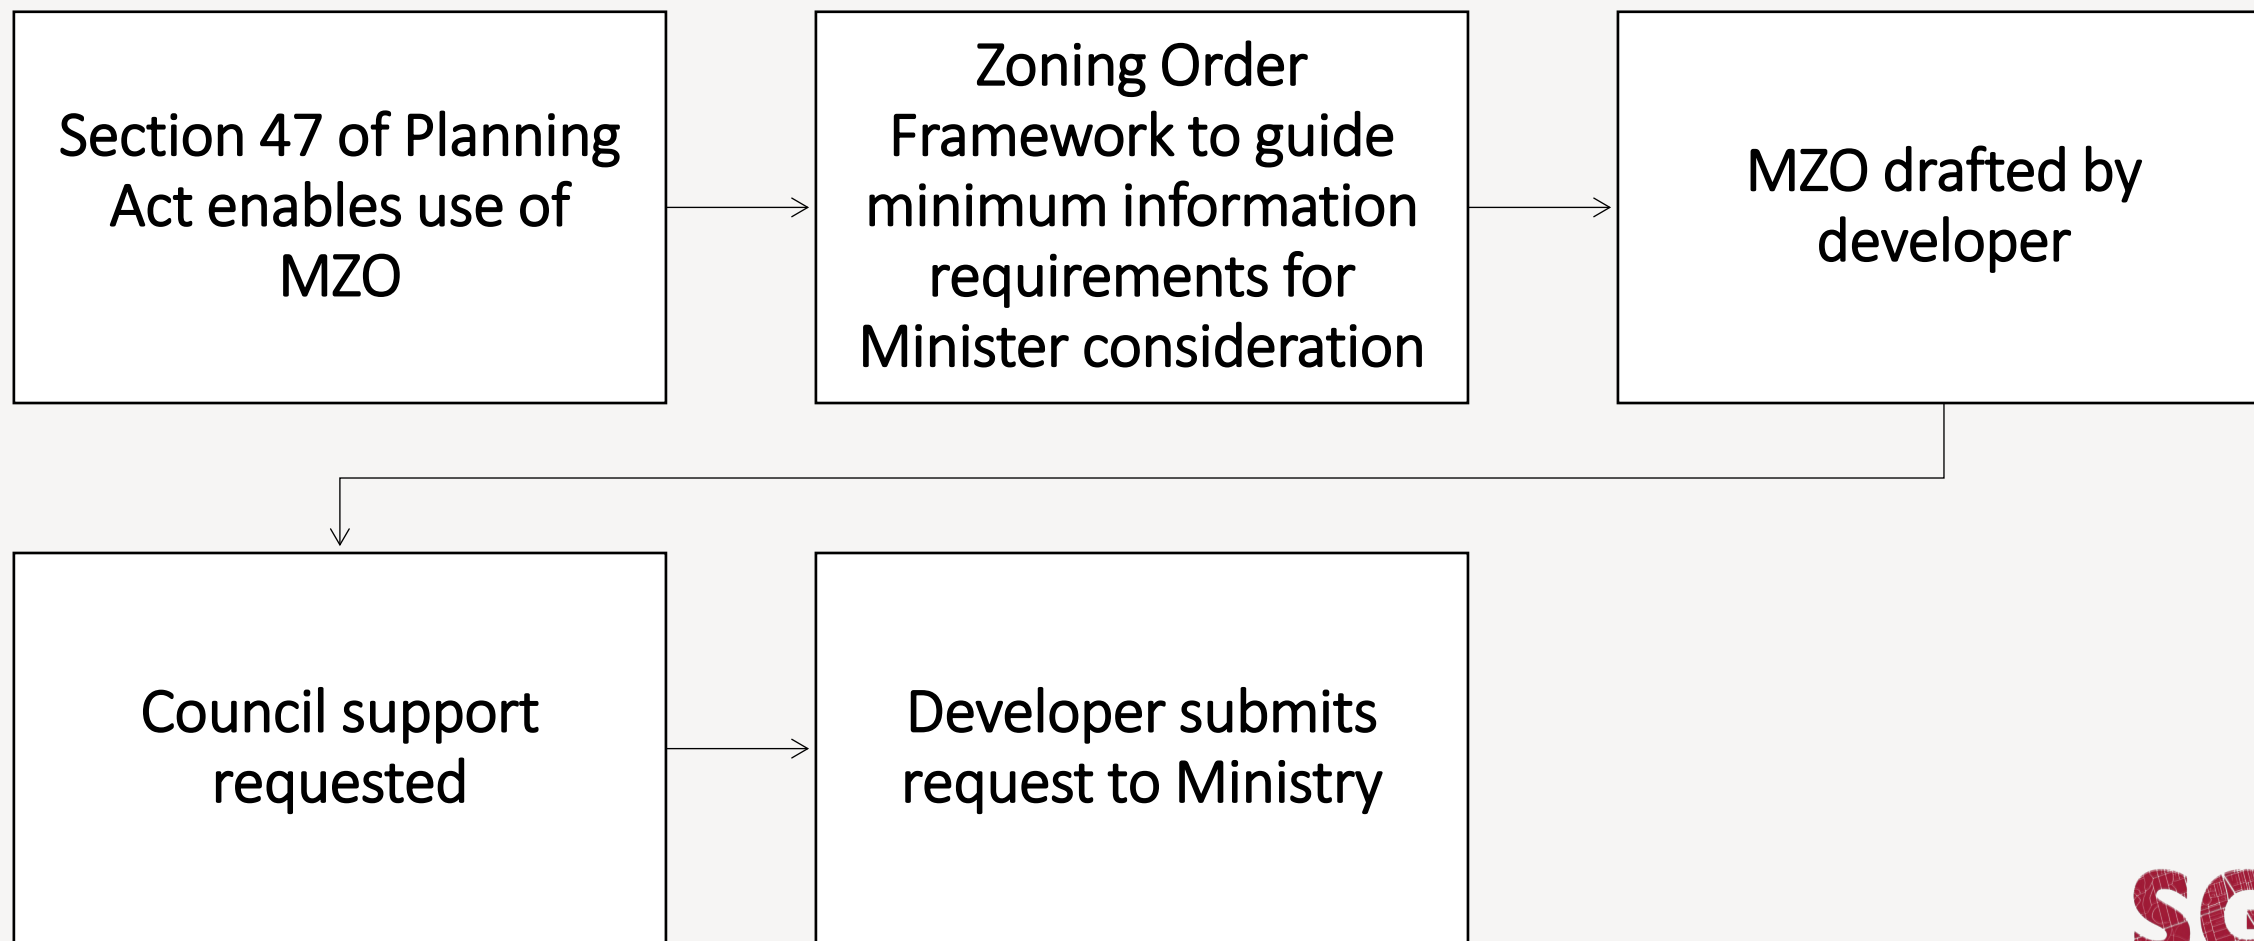 Section 47 of Planning
Act enables use of
MZO
Zoning Order
Framework to guide
minimum information
requirements for
Minister consideration
MZO drafted by
developer
Council support
requested
Developer submits
request to Ministry